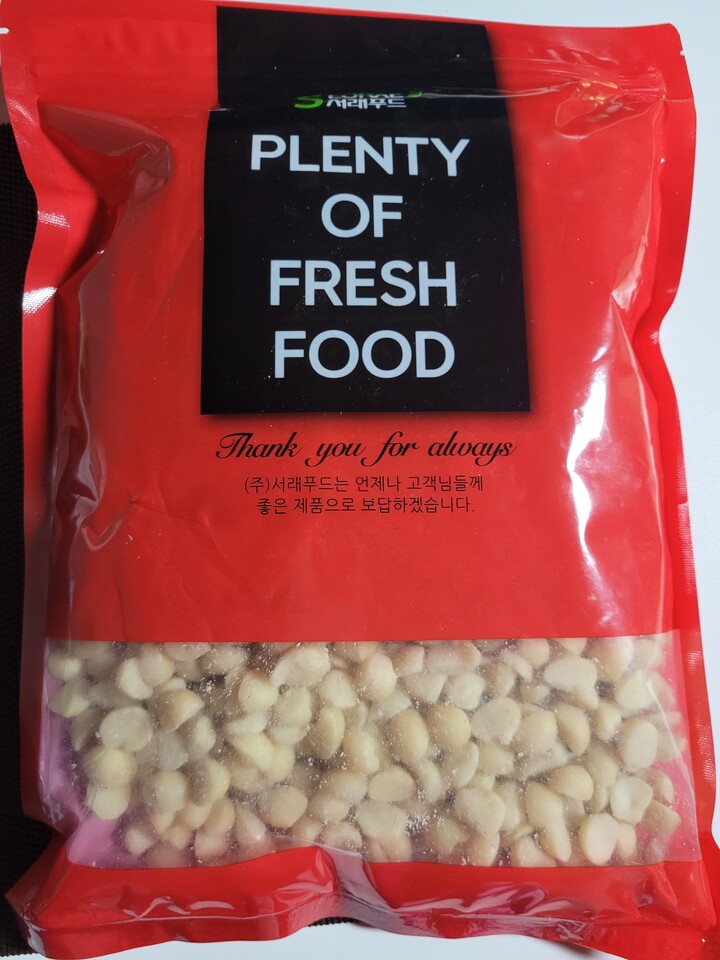 서래푸드
PLENTY
OF
FRESH
FOOD
Thank you for always
(주)서래푸드는 언제나 고객님들께
좋은 제품으로 보답하겠습니다.